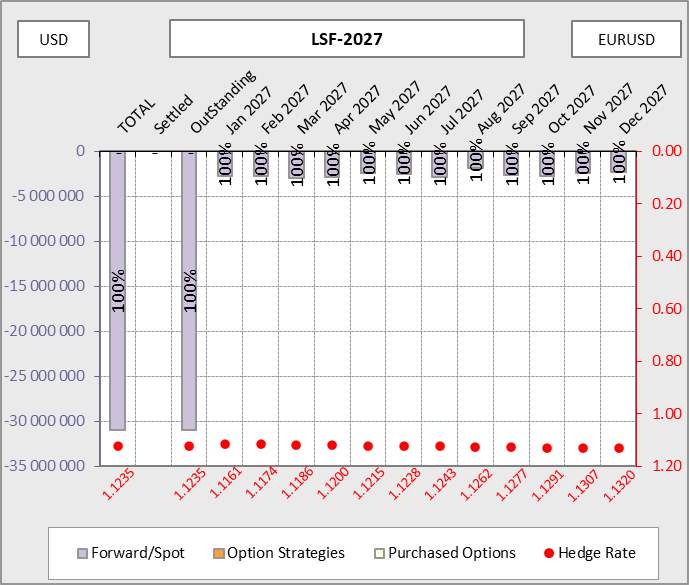 USD LSF-2027 EURUSD
TOTAL Settled OutStanding Jan 2027 Feb 2027 Mar 2027 Apr 2027 May 2027 Jun 2027 Jul 2027 Aug 2027 Sep 2027 Oct 2027 Nov 2027 Dec 2027
0 - - - 0.00
100% 100% 100% 100% 100% 100% 100% 100% 100% 100% 100% 100%
-5 000 000 0.20
-10 000 000 0.40
100% 100%
-15 000 000 0.60
-20 000 000 0.80
-25 000 000 1.00
-30 000 000 1.20
-35 000 000
1.1235 1.1235 1.1161 1.1174 1.1186 1.1200 1.1215 1.1228 1.1243 1.1262 1.1277 1.1291 1.1307 1.1320
Forward/Spot Option Strategies Purchased Options Hedge Rate